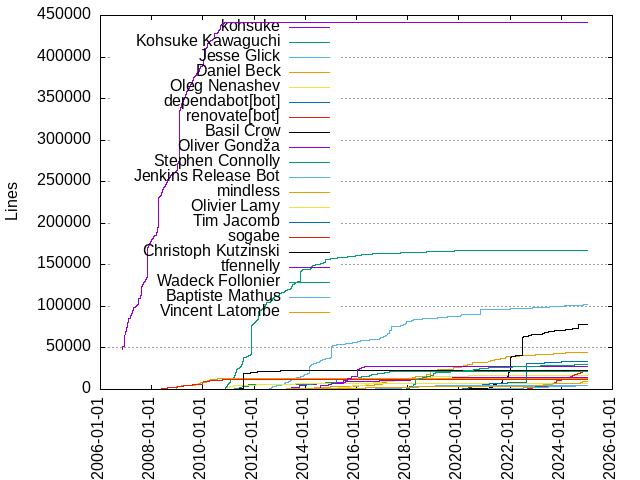 450000
400000
350000
300000
250000
200000
150000
100000
50000
0
Lines
kohsuke
Kohsuke Kawaguchi
Jesse Glick
Daniel Beck
Oleg Nenashev
dependabot[bot]
renovate[bot]
Basil Crow
Oliver Gondža
Stephen Connolly
Jenkins Release Bot
mindless
Olivier Lamy
Tim Jacomb
sogabe
Christoph Kutzinski
tfennelly
Wadeck Follonier
Baptiste Mathus
Vincent Latombe
2006-01-01
2008-01-01
2010-01-01
2012-01-01
2014-01-01
2016-01-01
2018-01-01
2020-01-01
2022-01-01
2024-01-01
2026-01-01